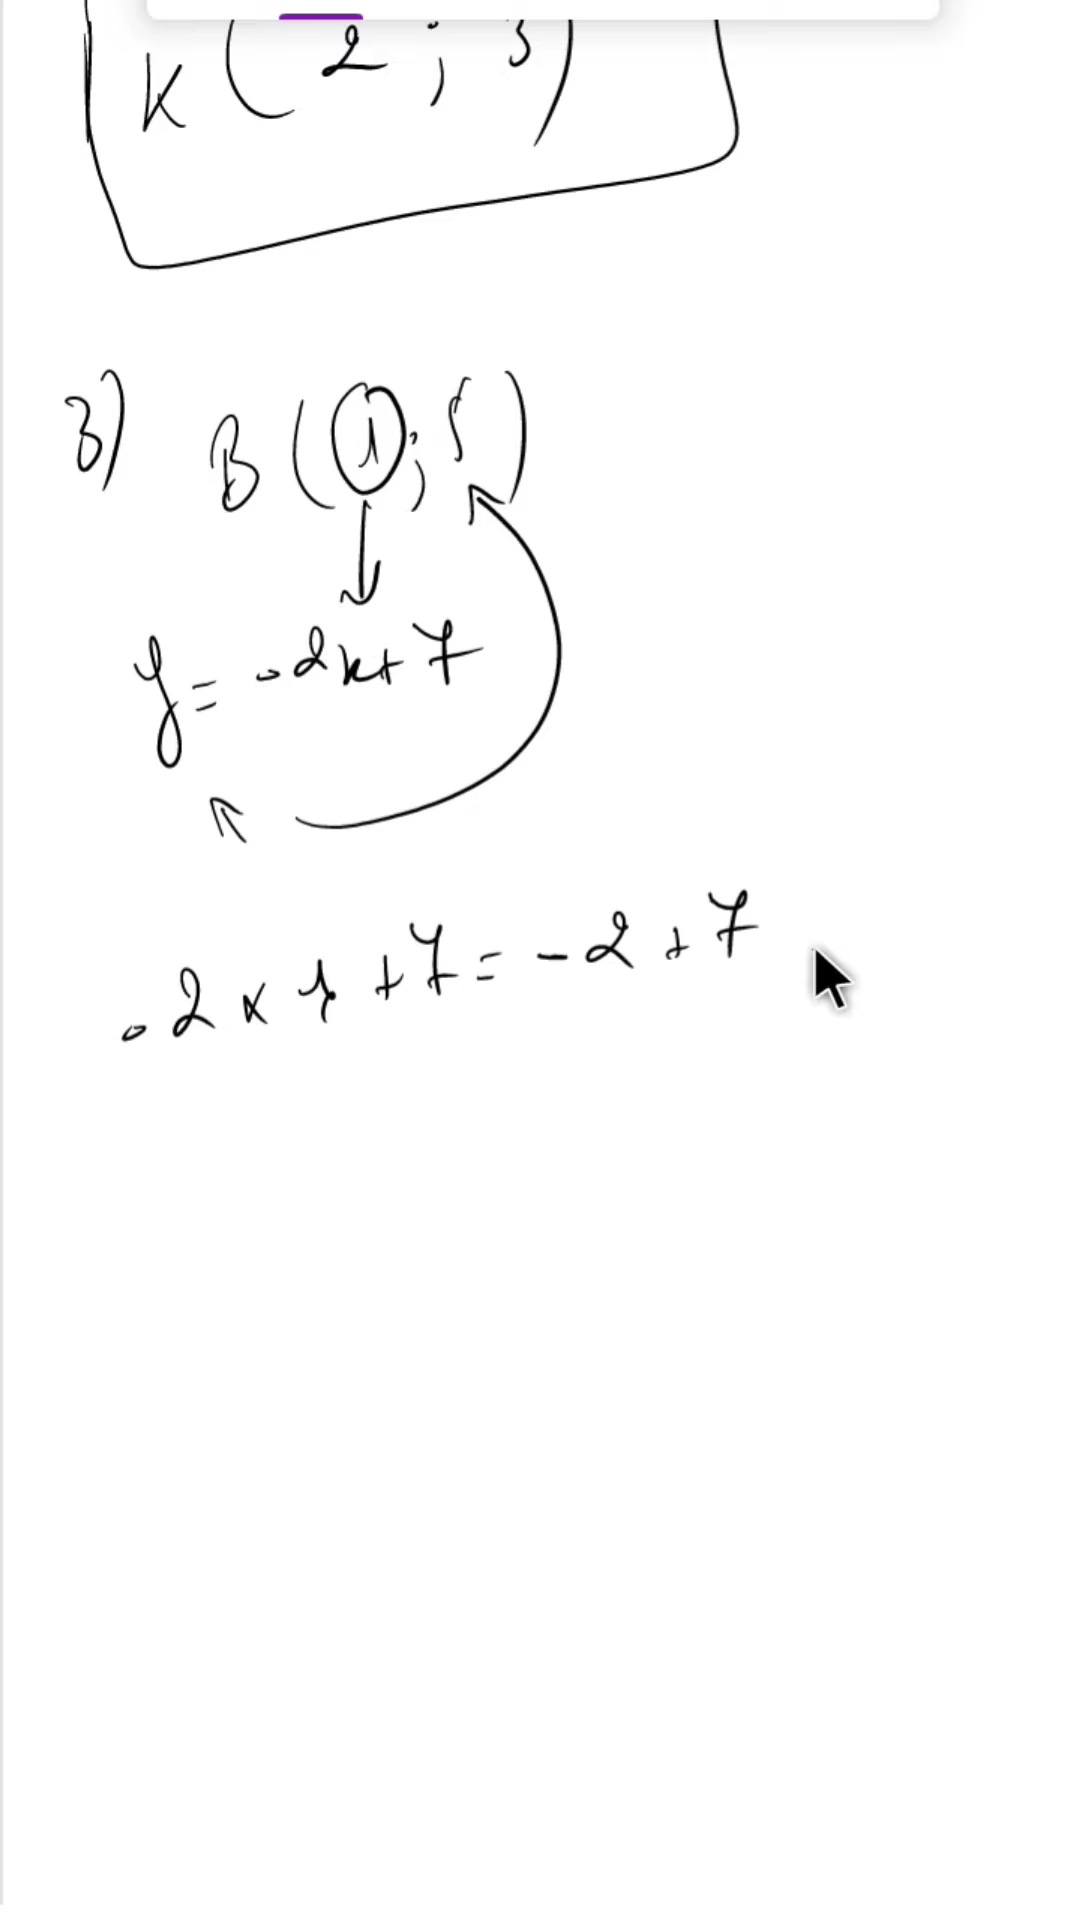 K ( 2 ; 3 )
3) B ( 1 ; 5 )
y = -2x + 7
-2 x 1 + 7 = -2 + 7